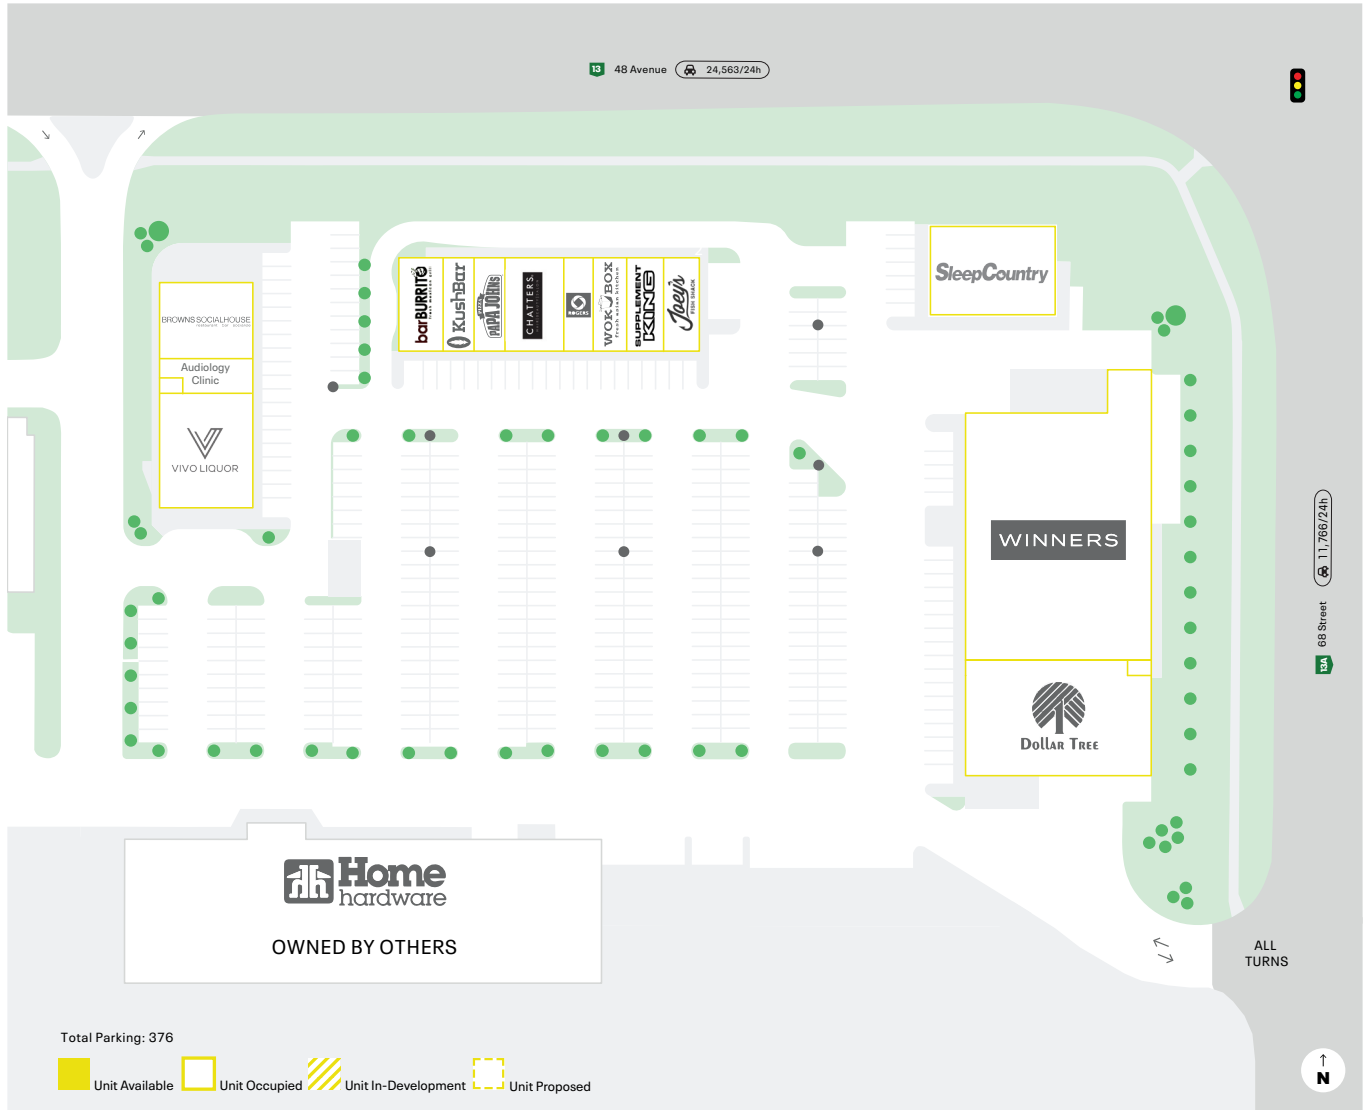 13 48 Avenue 24,563/24h
BROWNS SOCIALHOUSE
restaurant bar patio
Audiology
Clinic
VIVO LIQUOR
barBURRITO
KushBar
PAPA JOHNS
CHATTERS
ROGERS
WOK BOX
fresh asian kitchen
SUPPLEMENT
KING
Joey's
FISH SHACK
SleepCountry
WINNERS
DOLLAR TREE
13A 68 Street 11,766/24h
Home
hardware
OWNED BY OTHERS
ALL
TURNS
Total Parking: 376
Unit Available Unit Occupied Unit In-Development Unit Proposed
N